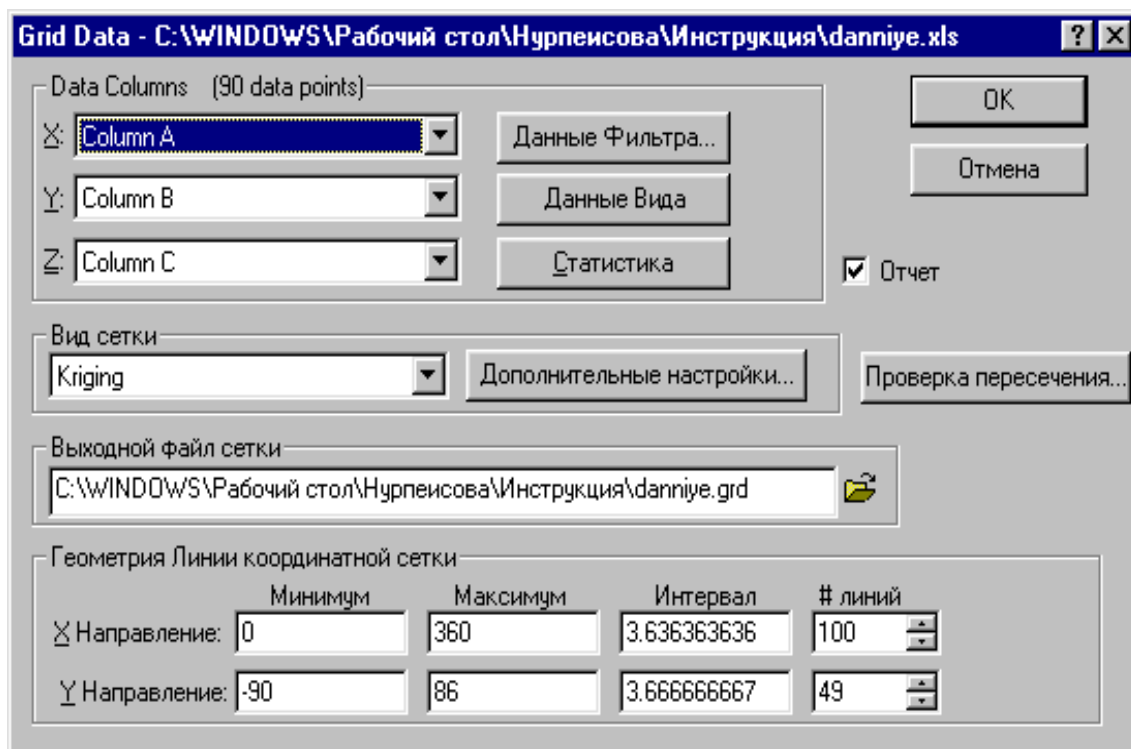 Grid Data - C:\WINDOWS\Рабочий стол\Нурпеисова\Инструкция\danniye.xls
Data Columns (90 data points)
X: Column A
Данные Фильтра...
OK
Y: Column B
Данные Вида
Отмена
Z: Column C
Статистика
Отчет
Вид сетки
Kriging
Дополнительные настройки...
Проверка пересечения...
Выходной файл сетки
C:\WINDOWS\Рабочий стол\Нурпеисова\Инструкция\danniye.grd
Геометрия Линии координатной сетки
Минимум Максимум Интервал # линий
X Направление: 0 360 3.636363636 100
Y Направление: -90 86 3.666666667 49